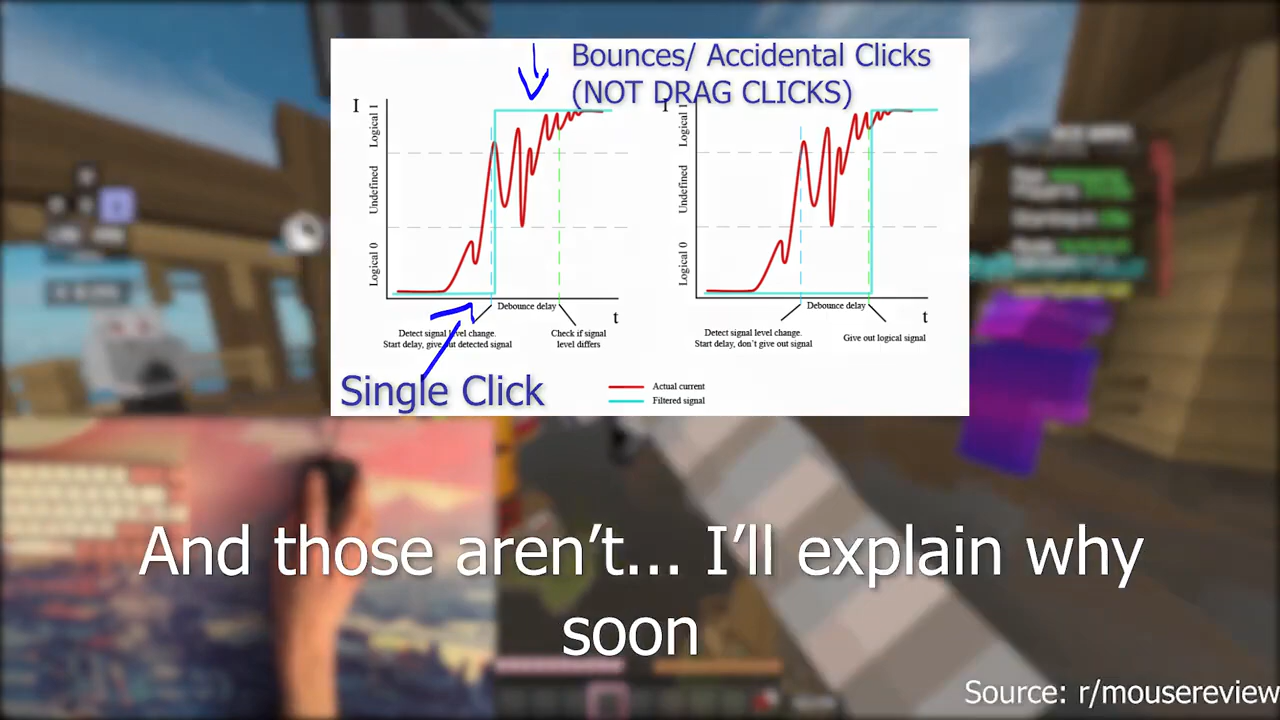 Bounces/ Accidental Clicks
(NOT DRAG CLICKS)
I
Logical 1
Undefined
Logical 0
Debounce delay
t
Detect signal level change.
Start delay, give out detected signal
Check if signal
level differs
I
Logical 1
Undefined
Logical 0
Debounce delay
t
Detect signal level change.
Start delay, don't give out signal
Give out logical signal
Single Click
Actual current
Filtered signal
And those aren't... I'll explain why
soon
Source: r/mousereview